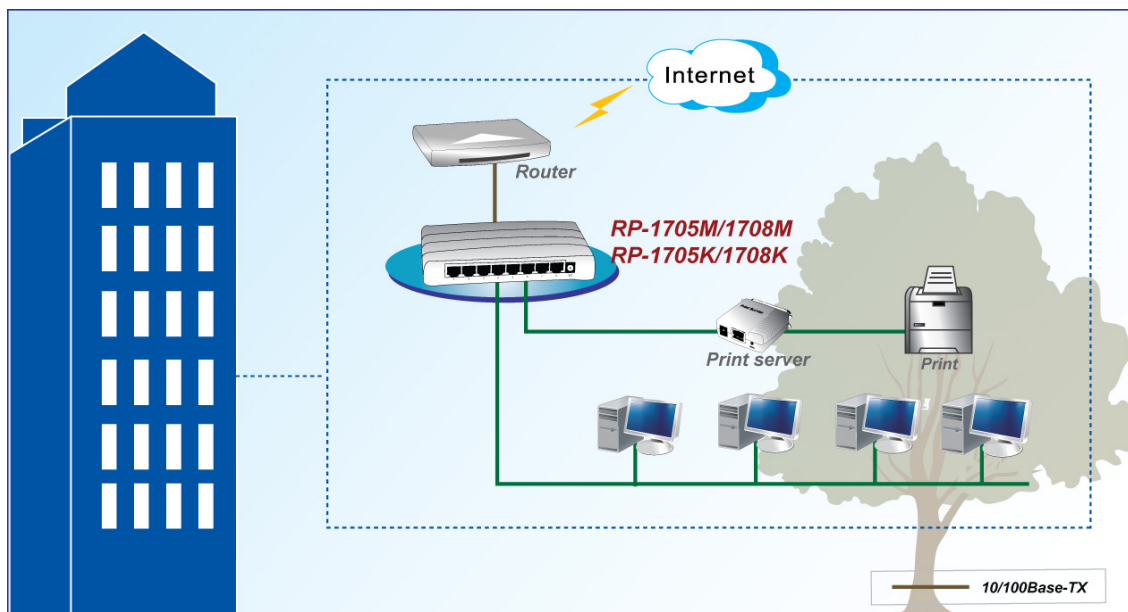 Internet
Router
RP-1705M/1708M
RP-1705K/1708K
Print server
Print
10/100Base-TX